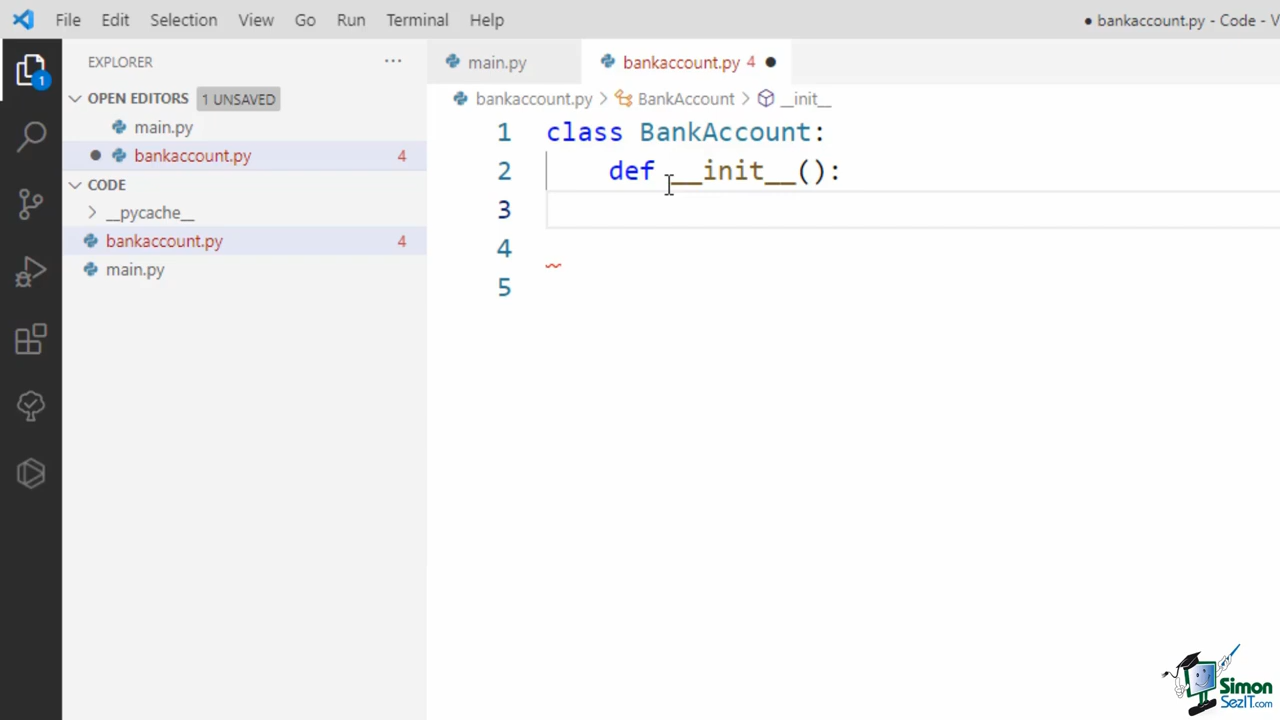 File Edit Selection View Go Run Terminal Help
● bankaccount.py - Code - V
1
EXPLORER ···
OPEN EDITORS 1 UNSAVED
main.py
● bankaccount.py 4
CODE
__pycache__
bankaccount.py 4
main.py
main.py bankaccount.py 4 ●
bankaccount.py > BankAccount > __init__
1 class BankAccount:
2 def __init__():
3
4
5
Simon
SezIT.com